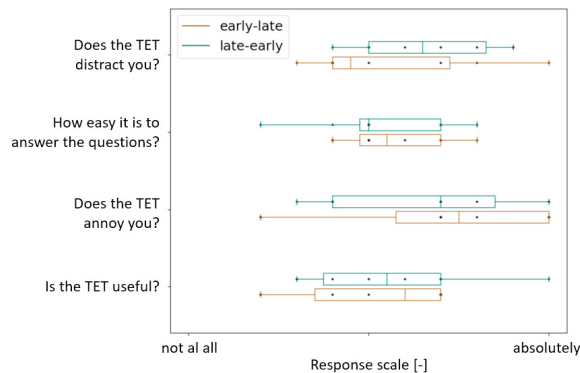 early-late
late-early
Does the TET
distract you?
How easy it is to
answer the questions?
Does the TET
annoy you?
Is the TET useful?
not al all
absolutely
Response scale [-]